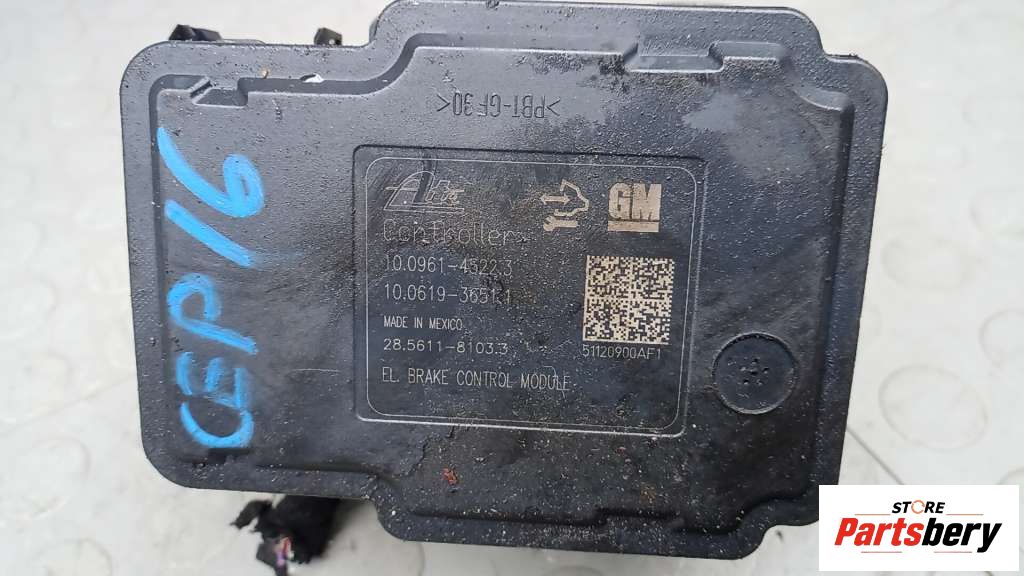 >PBT-GF30<
Ate
GM
Controller
10.0961-4522.3
10.0619-3651.1
MADE IN MEXICO
28.5611-8103.3
51120900AF1
EL. BRAKE CONTROL MODULE
CEP16
STORE
Partsbery